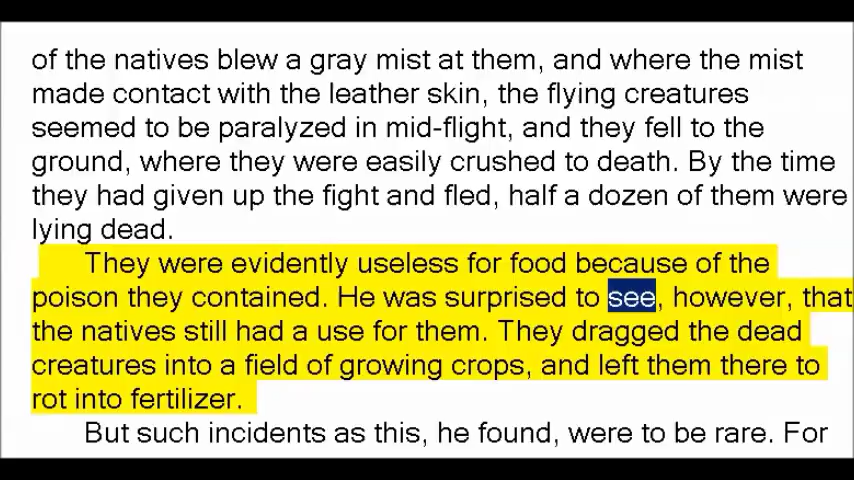 of the natives blew a gray mist at them, and where the mist
made contact with the leather skin, the flying creatures
seemed to be paralyzed in mid-flight, and they fell to the
ground, where they were easily crushed to death. By the time
they had given up the fight and fled, half a dozen of them were
lying dead.
They were evidently useless for food because of the
poison they contained. He was surprised to see, however, that
the natives still had a use for them. They dragged the dead
creatures into a field of growing crops, and left them there to
rot into fertilizer.
But such incidents as this, he found, were to be rare. For